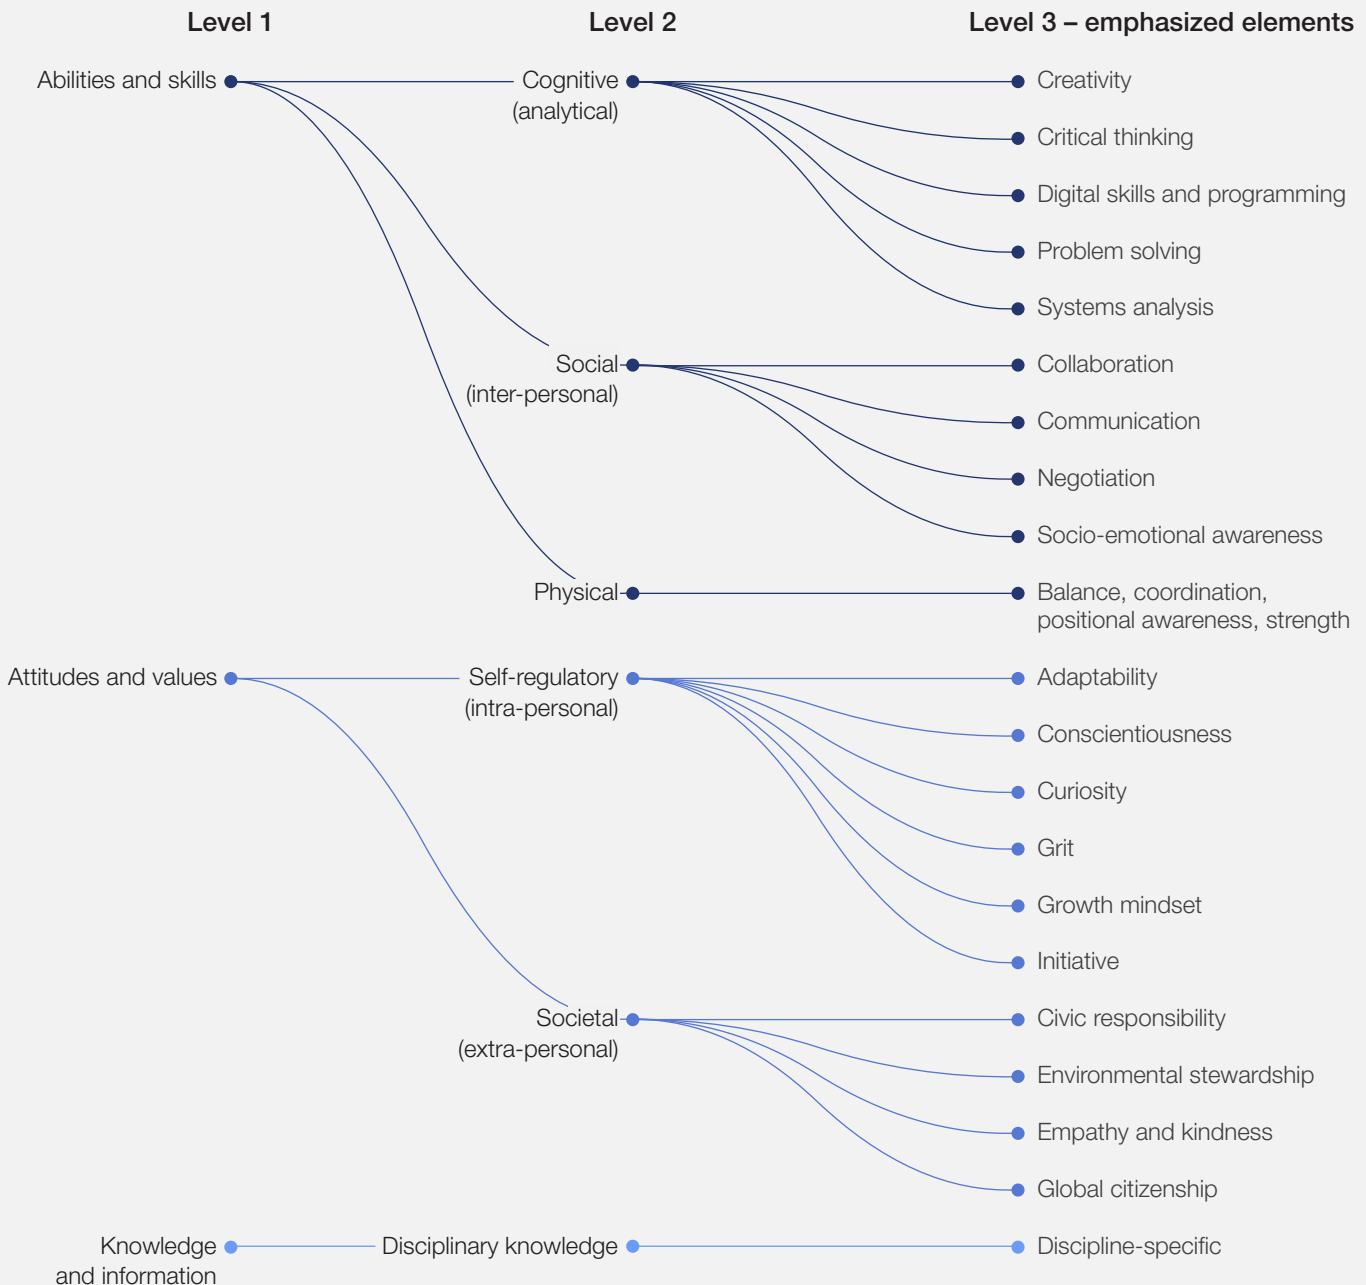 Level 1
Level 2
Level 3 – emphasized elements
Abilities and skills
Cognitive
(analytical)
Creativity
Critical thinking
Digital skills and programming
Problem solving
Systems analysis
Social
(inter-personal)
Collaboration
Communication
Negotiation
Socio-emotional awareness
Physical
Balance, coordination,
positional awareness, strength
Attitudes and values
Self-regulatory
(intra-personal)
Adaptability
Conscientiousness
Curiosity
Grit
Growth mindset
Initiative
Societal
(extra-personal)
Civic responsibility
Environmental stewardship
Empathy and kindness
Global citizenship
Knowledge
and information
Disciplinary knowledge
Discipline-specific